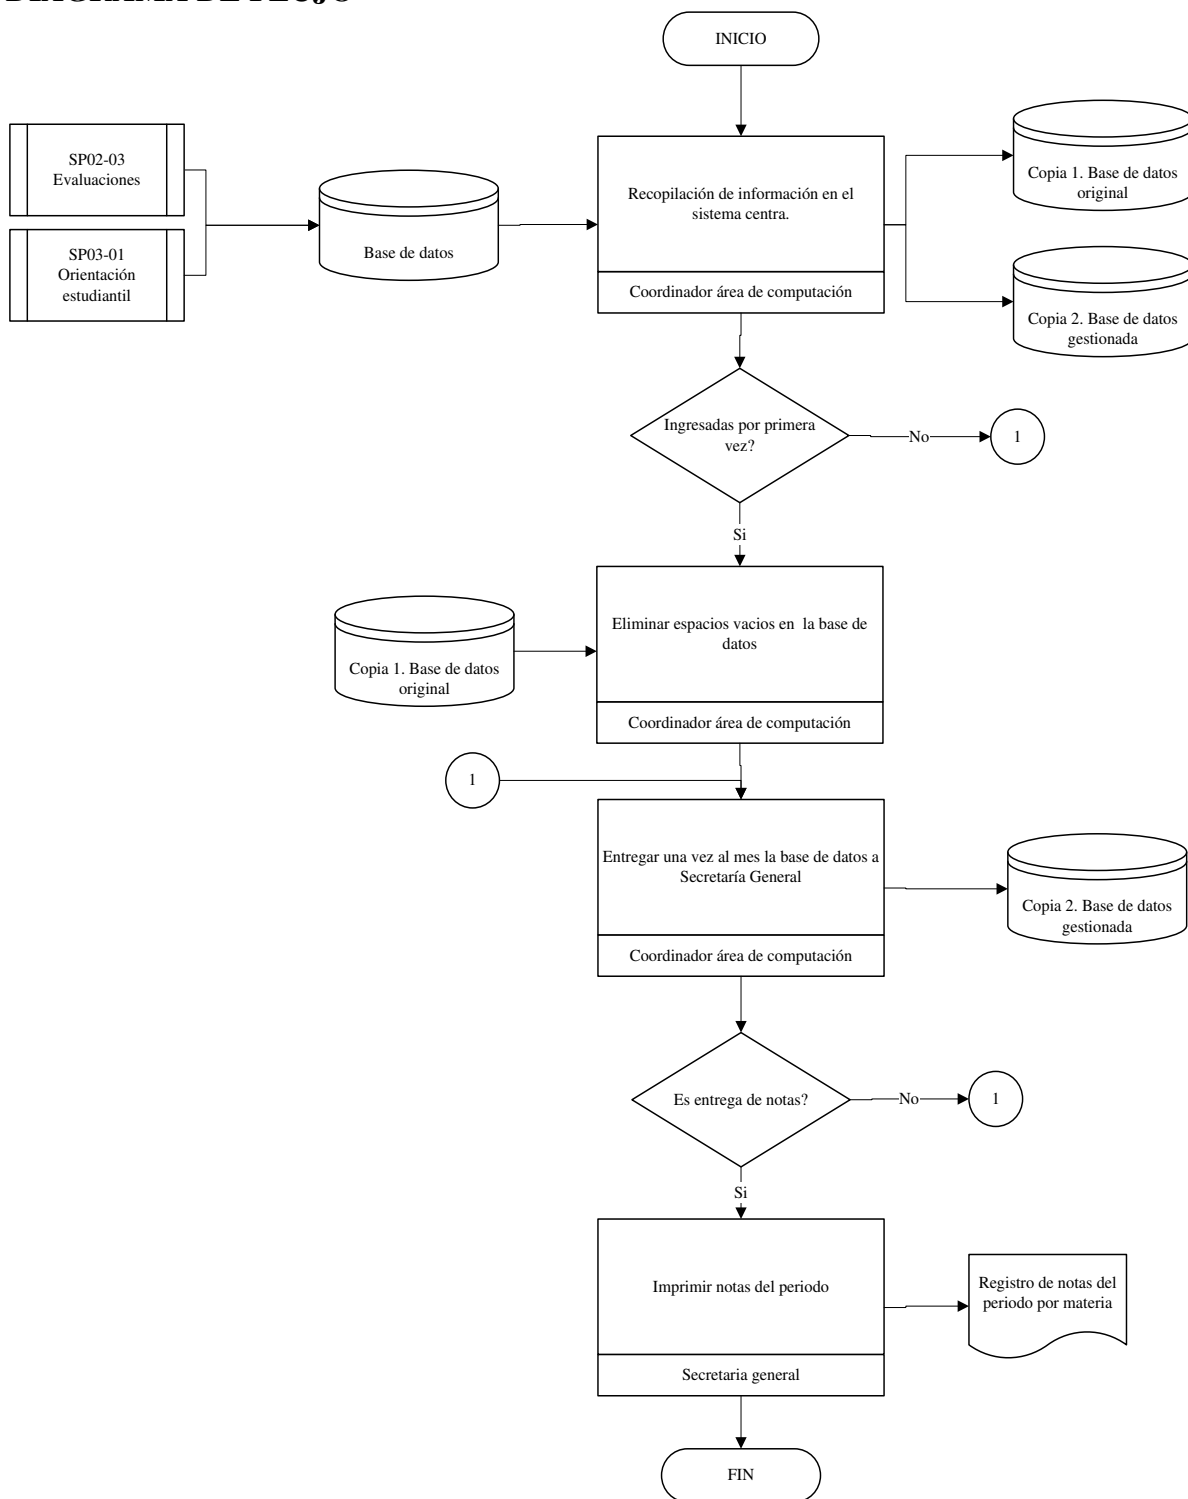 DIAGRAMA DE FLUJO
INICIO
SP02-03
Evaluaciones
SP03-01
Orientación
estudiantil
Base de datos
Recopilación de información en el
sistema centra.
Coordinador área de computación
Copia 1. Base de datos
original
Copia 2. Base de datos
gestionada
Ingresadas por primera
vez?
No
1
Si
Copia 1. Base de datos
original
Eliminar espacios vacios en la base de
datos
Coordinador área de computación
1
Entregar una vez al mes la base de datos a
Secretaría General
Coordinador área de computación
Copia 2. Base de datos
gestionada
Es entrega de notas?
No
1
Si
Imprimir notas del periodo
Secretaria general
Registro de notas del
periodo por materia
FIN